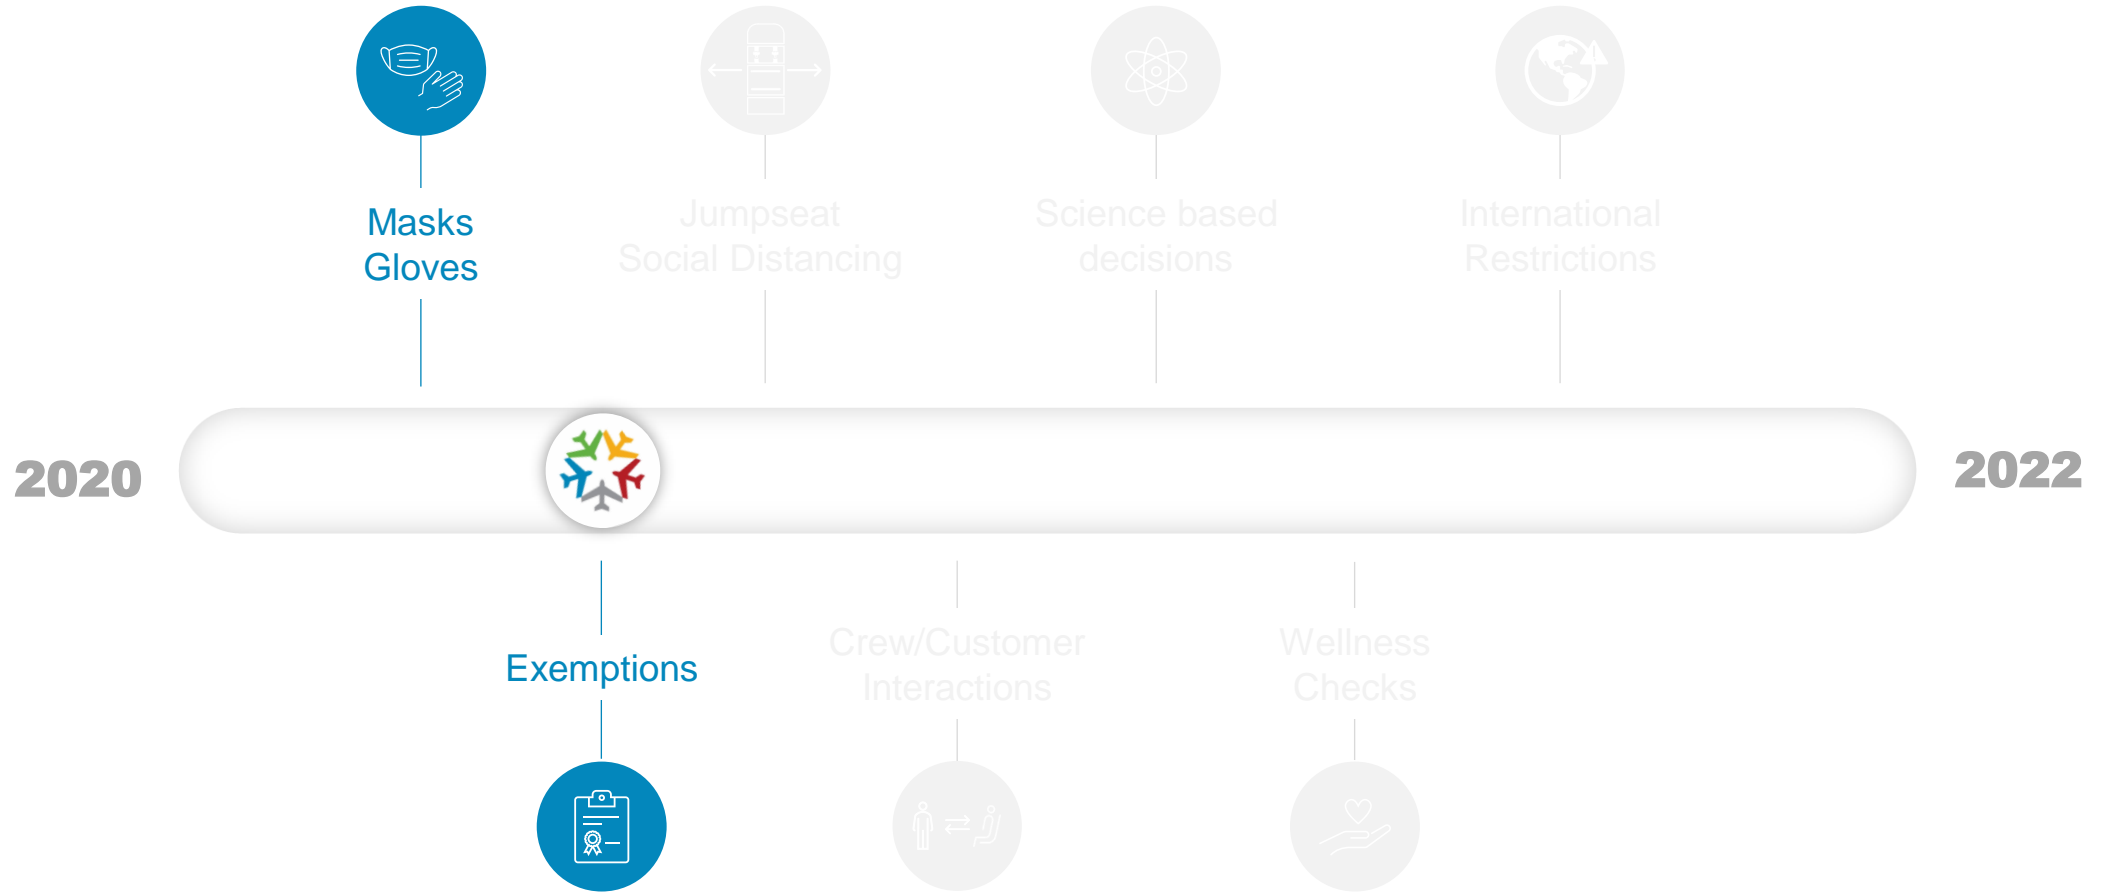 Masks
Gloves
Jumpseat
Social Distancing
Science based
decisions
International
Restrictions
2020
2022
Exemptions
Crew/Customer
Interactions
Wellness
Checks